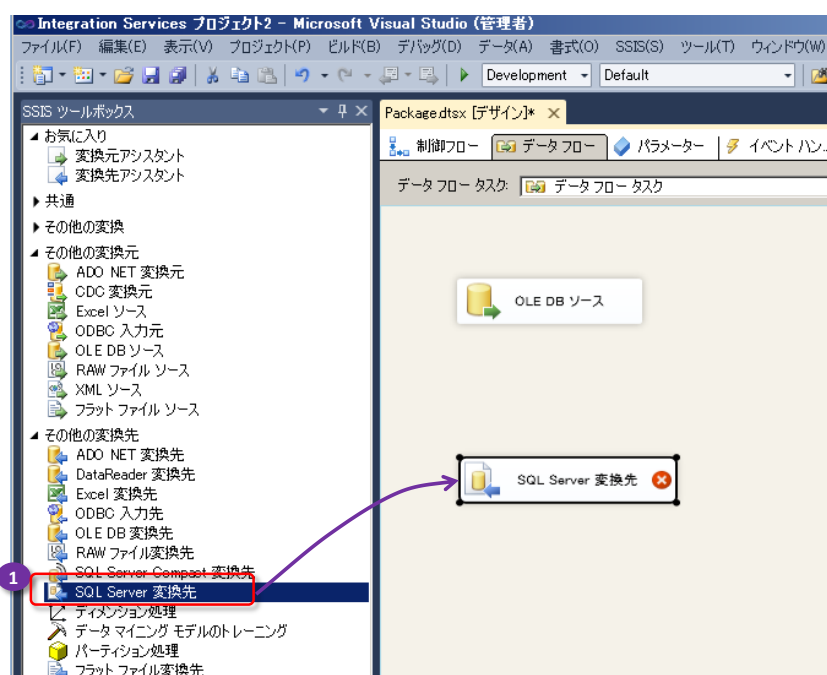 Integration Services プロジェクト2 - Microsoft Visual Studio (管理者)
ファイル(F) 編集(E) 表示(V) プロジェクト(P) ビルド(B) デバッグ(D) データ(A) 書式(O) SSIS(S) ツール(T) ウィンドウ(W)
Development Default
SSIS ツールボックス
Package.dtsx [デザイン]*
お気に入り
変換元アシスタント
変換先アシスタント
共通
その他の変換
その他の変換元
ADO NET 変換元
CDC 変換元
Excel ソース
ODBC 入力元
OLE DB ソース
RAW ファイル ソース
XML ソース
フラット ファイル ソース
その他の変換先
ADO NET 変換先
DataReader 変換先
Excel 変換先
ODBC 入力先
OLE DB 変換先
RAW ファイル変換先
SQL Server Compact 変換先
1
SQL Server 変換先
ディメンション処理
データ マイニング モデルのトレーニング
パーティション処理
フラット ファイル変換先
制御フロー データ フロー パラメーター イベント ハン...
データ フロー タスク: データ フロー タスク
OLE DB ソース
SQL Server 変換先